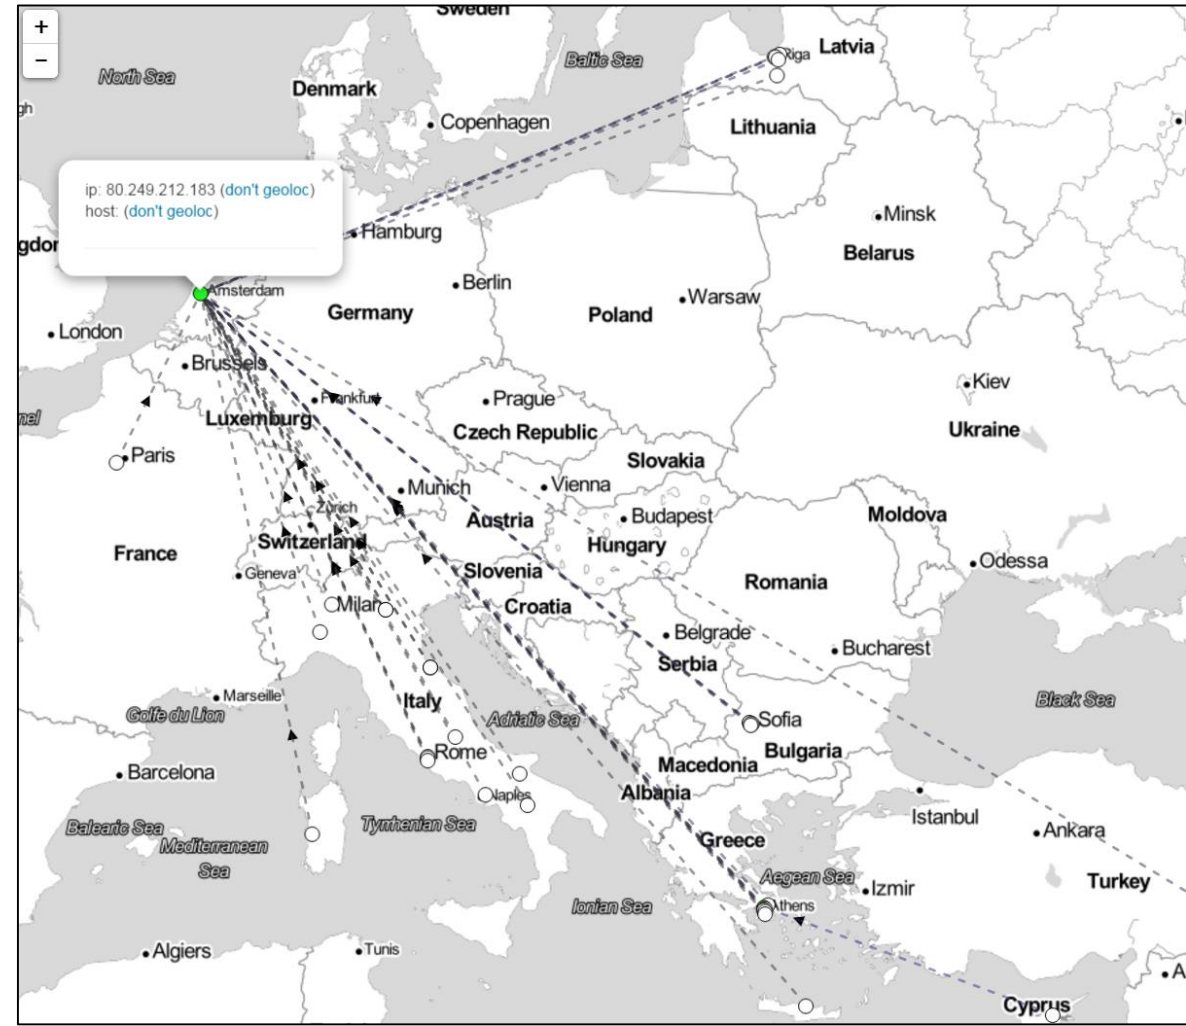 Sweden
+
−
North Sea
Baltic Sea
Riga
Latvia
Denmark
gh
Copenhagen
Lithuania
×
ip: 80.249.212.183 (don't geoloc)
host: (don't geoloc)
Minsk
Hamburg
gdor
Belarus
Berlin
Amsterdam
Warsaw
Germany
Poland
London
Brussels
Kiev
Frankfurt
Prague
nel
Luxemburg
Czech Republic
Ukraine
Paris
Slovakia
Munich
Vienna
Zürich
Budapest
Moldova
Austria
Switzerland
Hungary
France
Odessa
Geneva
Slovenia
Romania
Milan
Croatia
Belgrade
Bucharest
Serbia
Marseille
Italy
Black Sea
Golfe du Lion
Adriatic Sea
Sofia
Rome
Bulgaria
Macedonia
Barcelona
Albania
Naples
Istanbul
Balearic Sea
Tyrrhenian Sea
Ankara
Greece
Mediterranean
Sea
Aegean Sea
Turkey
Izmir
Ionian Sea
Athens
Algiers
Tunis
A
Cyprus